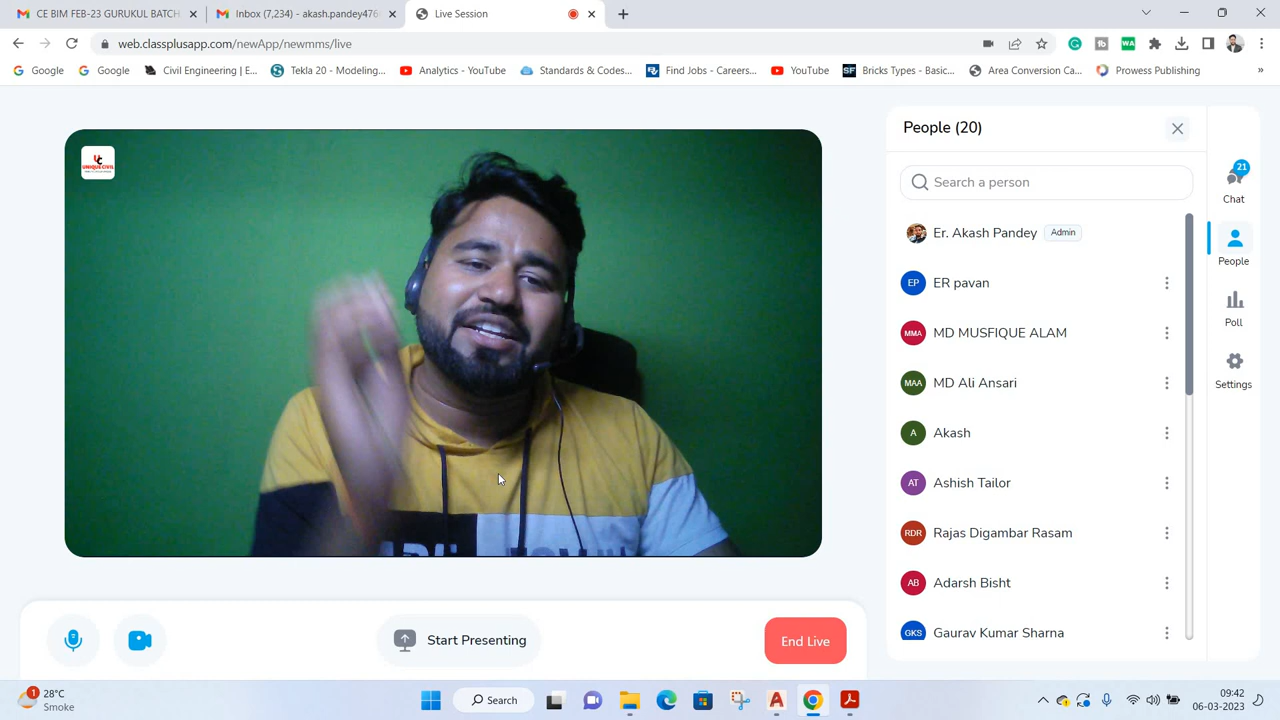 CE BIM FEB-23 GURUKUL BATCH
Inbox (7,234) - akash.pandey476
Live Session
web.classplusapp.com/newApp/newmms/live
Google
Google
Civil Engineering | E...
Tekla 20 - Modeling...
Analytics - YouTube
Standards & Codes...
Find Jobs - Careers...
YouTube
Bricks Types - Basic...
Area Conversion Ca...
Prowess Publishing
»
UNIQUE CIVIL
People (20)
Search a person
Er. Akash Pandey Admin
EP ER pavan
MMA MD MUSFIQUE ALAM
MAA MD Ali Ansari
A Akash
AT Ashish Tailor
RDR Rajas Digambar Rasam
AB Adarsh Bisht
GKS Gaurav Kumar Sharna
21
Chat
People
Poll
Settings
Start Presenting
End Live
1
28°C
Smoke
Search
09:42
06-03-2023